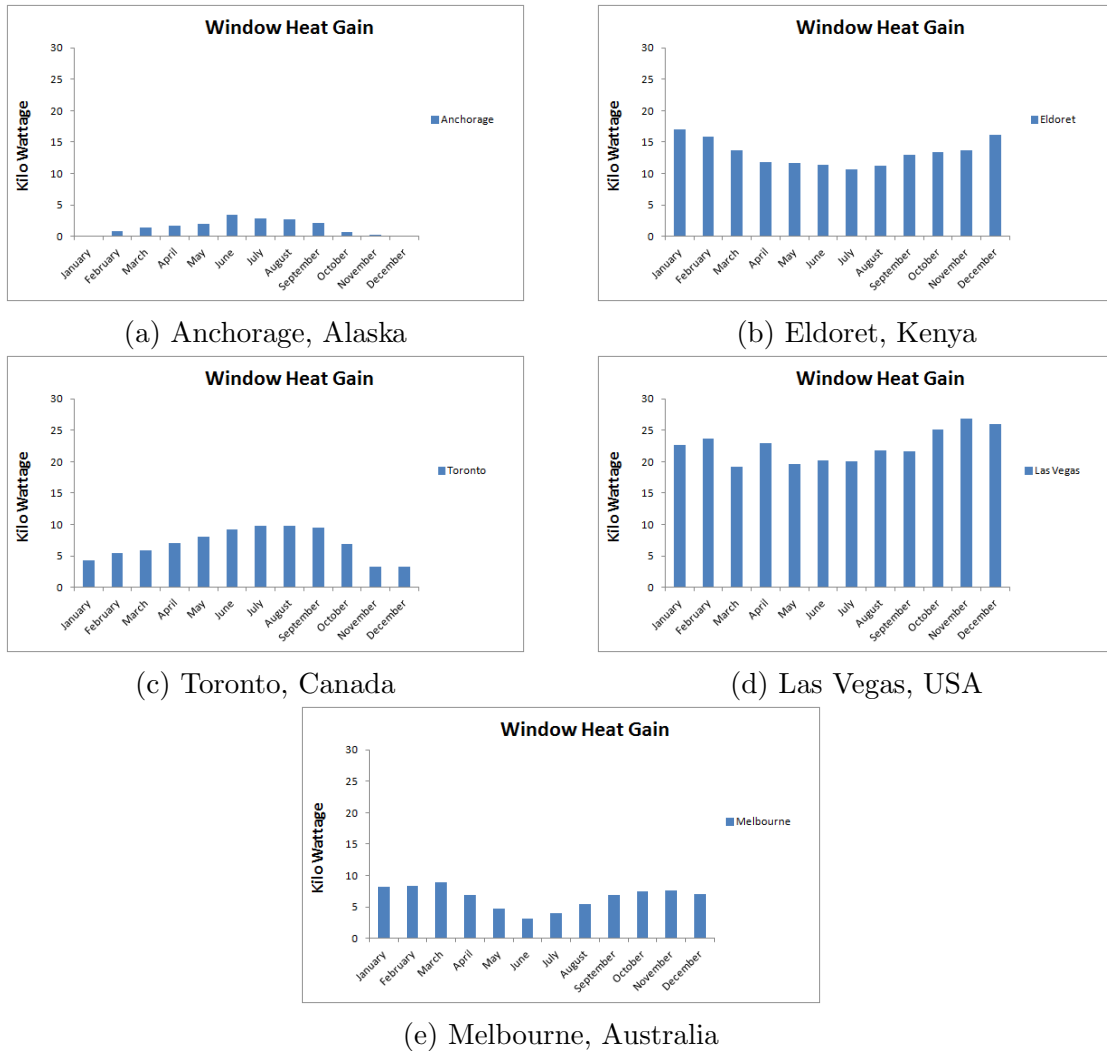 Window Heat Gain
30
25
20
15
10
5
0
Kilo Wattage
January
February
March
April
May
June
July
August
September
October
November
December
Anchorage
(a) Anchorage, Alaska
Window Heat Gain
30
25
20
15
10
5
0
Kilo Wattage
January
February
March
April
May
June
July
August
September
October
November
December
Eldoret
(b) Eldoret, Kenya
Window Heat Gain
30
25
20
15
10
5
0
Kilo Wattage
January
February
March
April
May
June
July
August
September
October
November
December
Toronto
(c) Toronto, Canada
Window Heat Gain
30
25
20
15
10
5
0
Kilo Wattage
January
February
March
April
May
June
July
August
September
October
November
December
Las Vegas
(d) Las Vegas, USA
Window Heat Gain
30
25
20
15
10
5
0
Kilo Wattage
January
February
March
April
May
June
July
August
September
October
November
December
Melbourne
(e) Melbourne, Australia